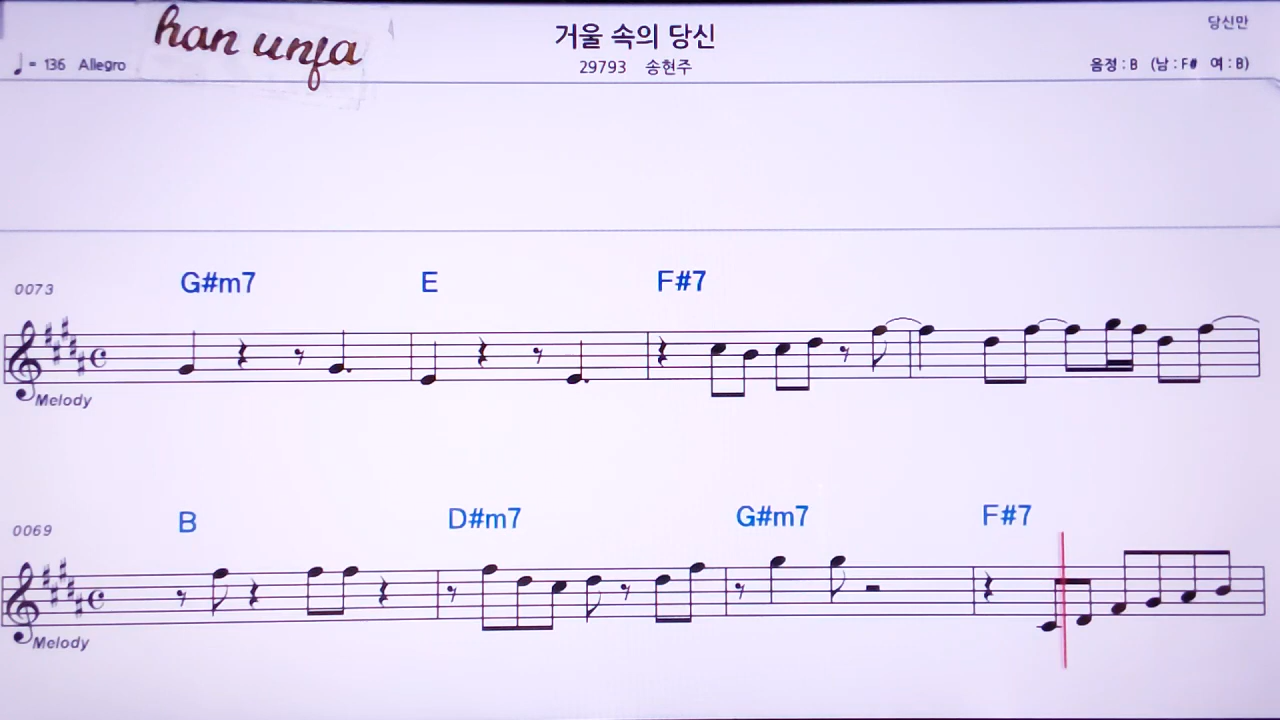 han unfa
거울 속의 당신
당신만
♩= 136 Allegro
29793 송현주
음정 : B (남 : F# 여 : B)
0073 G#m7 E F#7
Melody
0069 B D#m7 G#m7 F#7
Melody